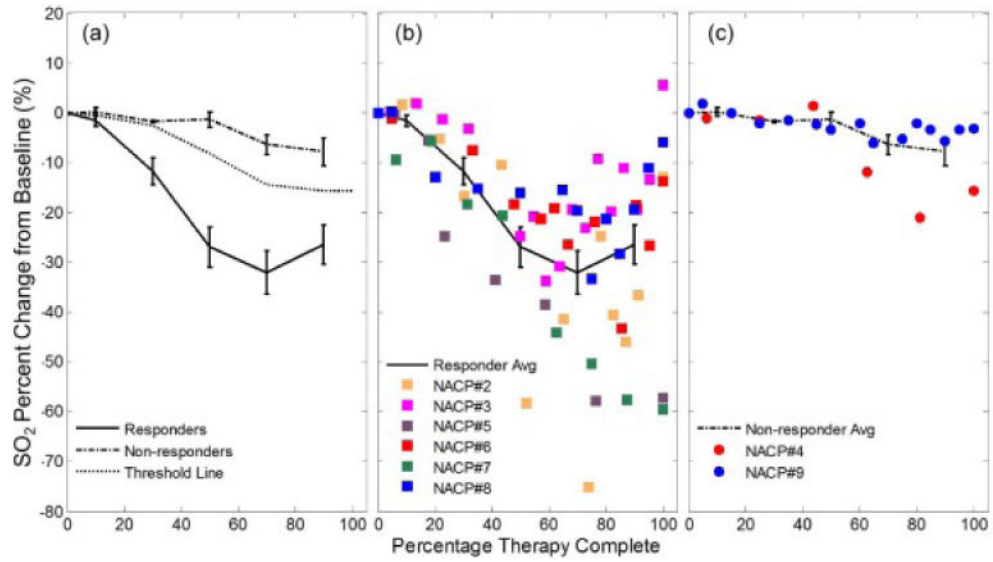 (a)
(b)
(c)
SO2 Percent Change from Baseline (%)
20
10
0
-10
-20
-30
-40
-50
-60
-70
-80
Responders
Non-responders
Threshold Line
Responder Avg
NACP#2
NACP#3
NACP#5
NACP#6
NACP#7
NACP#8
Non-responder Avg
NACP#4
NACP#9
0 20 40 60 80 100 0 20 40 60 80 100 0 20 40 60 80 100
Percentage Therapy Complete